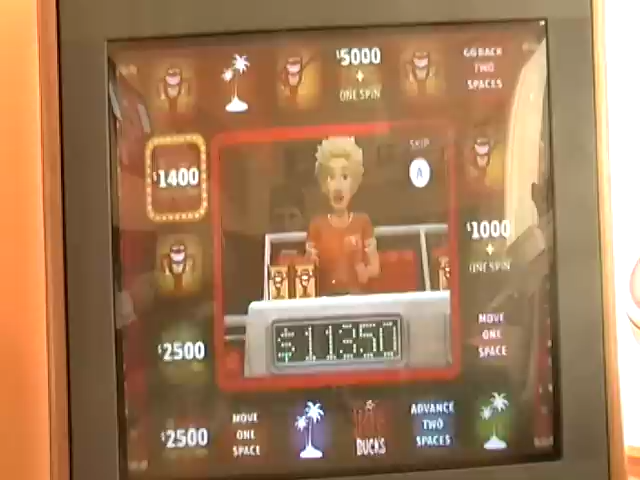 $5000
+
ONE SPIN
GO BACK
TWO
SPACES
$1400
SKIP
A
$1000
+
ONE SPIN
$2500
$11350
MOVE
ONE
SPACE
$2500
MOVE
ONE
SPACE
BUCKS
ADVANCE
TWO
SPACES